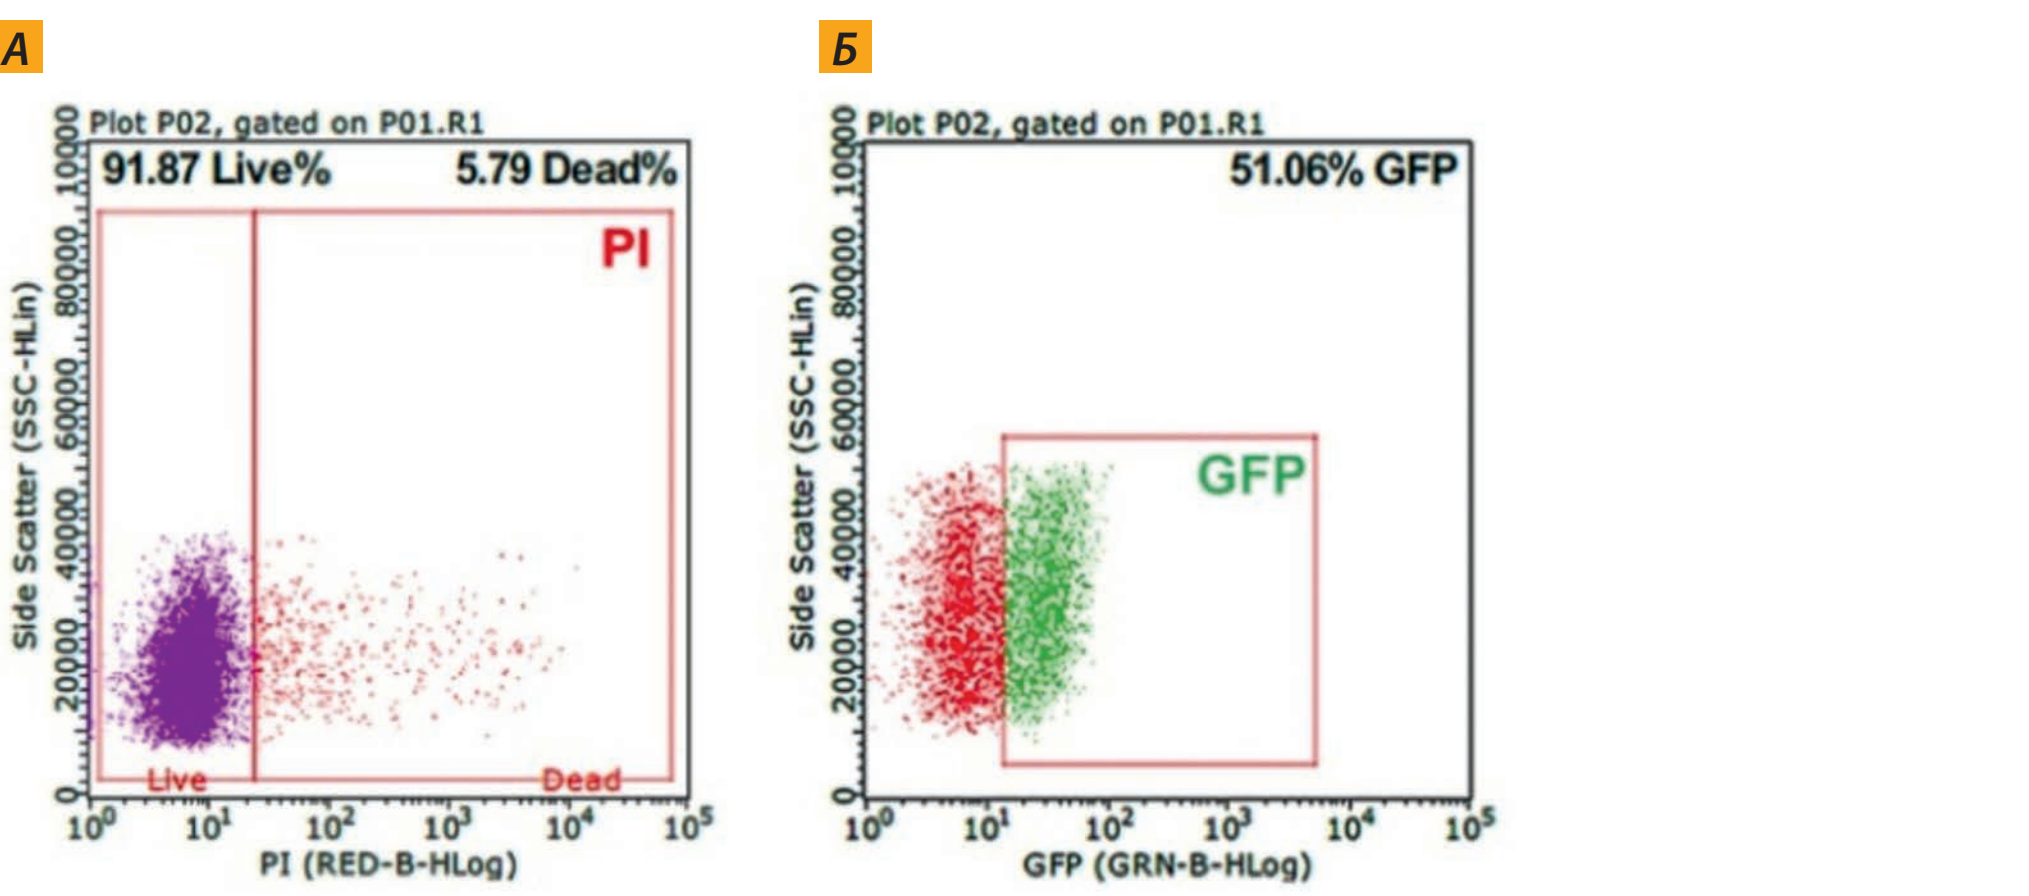 А
Plot P02, gated on P01.R1
91.87 Live% 5.79 Dead%
PI
Live Dead
Side Scatter (SSC-HLin)
0 20000 40000 60000 80000 10000
10⁰ 10¹ 10² 10³ 10⁴ 10⁵
PI (RED-B-HLog)
Б
Plot P02, gated on P01.R1
51.06% GFP
GFP
Side Scatter (SSC-HLin)
0 20000 40000 60000 80000 10000
10⁰ 10¹ 10² 10³ 10⁴ 10⁵
GFP (GRN-B-HLog)